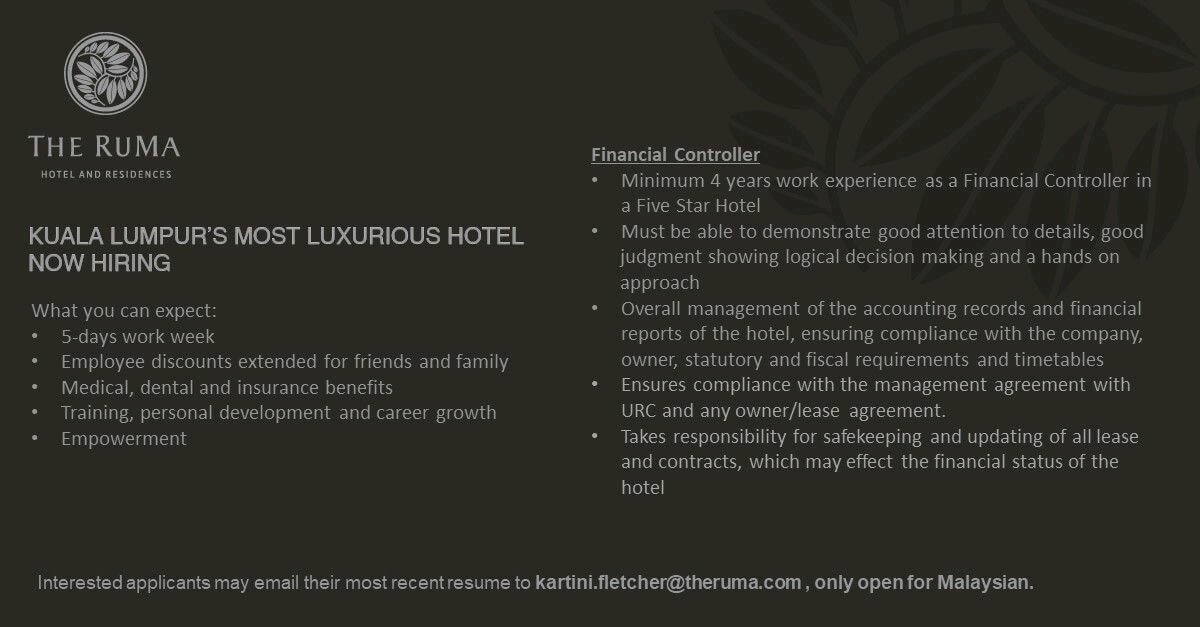 THE RUMA
HOTEL AND RESIDENCES
KUALA LUMPUR'S MOST LUXURIOUS HOTEL
NOW HIRING
What you can expect:
• 5-days work week
• Employee discounts extended for friends and family
• Medical, dental and insurance benefits
• Training, personal development and career growth
• Empowerment
Financial Controller
• Minimum 4 years work experience as a Financial Controller in
a Five Star Hotel
• Must be able to demonstrate good attention to details, good
judgment showing logical decision making and a hands on
approach
• Overall management of the accounting records and financial
reports of the hotel, ensuring compliance with the company,
owner, statutory and fiscal requirements and timetables
• Ensures compliance with the management agreement with
URC and any owner/lease agreement.
• Takes responsibility for safekeeping and updating of all lease
and contracts, which may effect the financial status of the
hotel
Interested applicants may email their most recent resume to kartini.fletcher@theruma.com , only open for Malaysian.